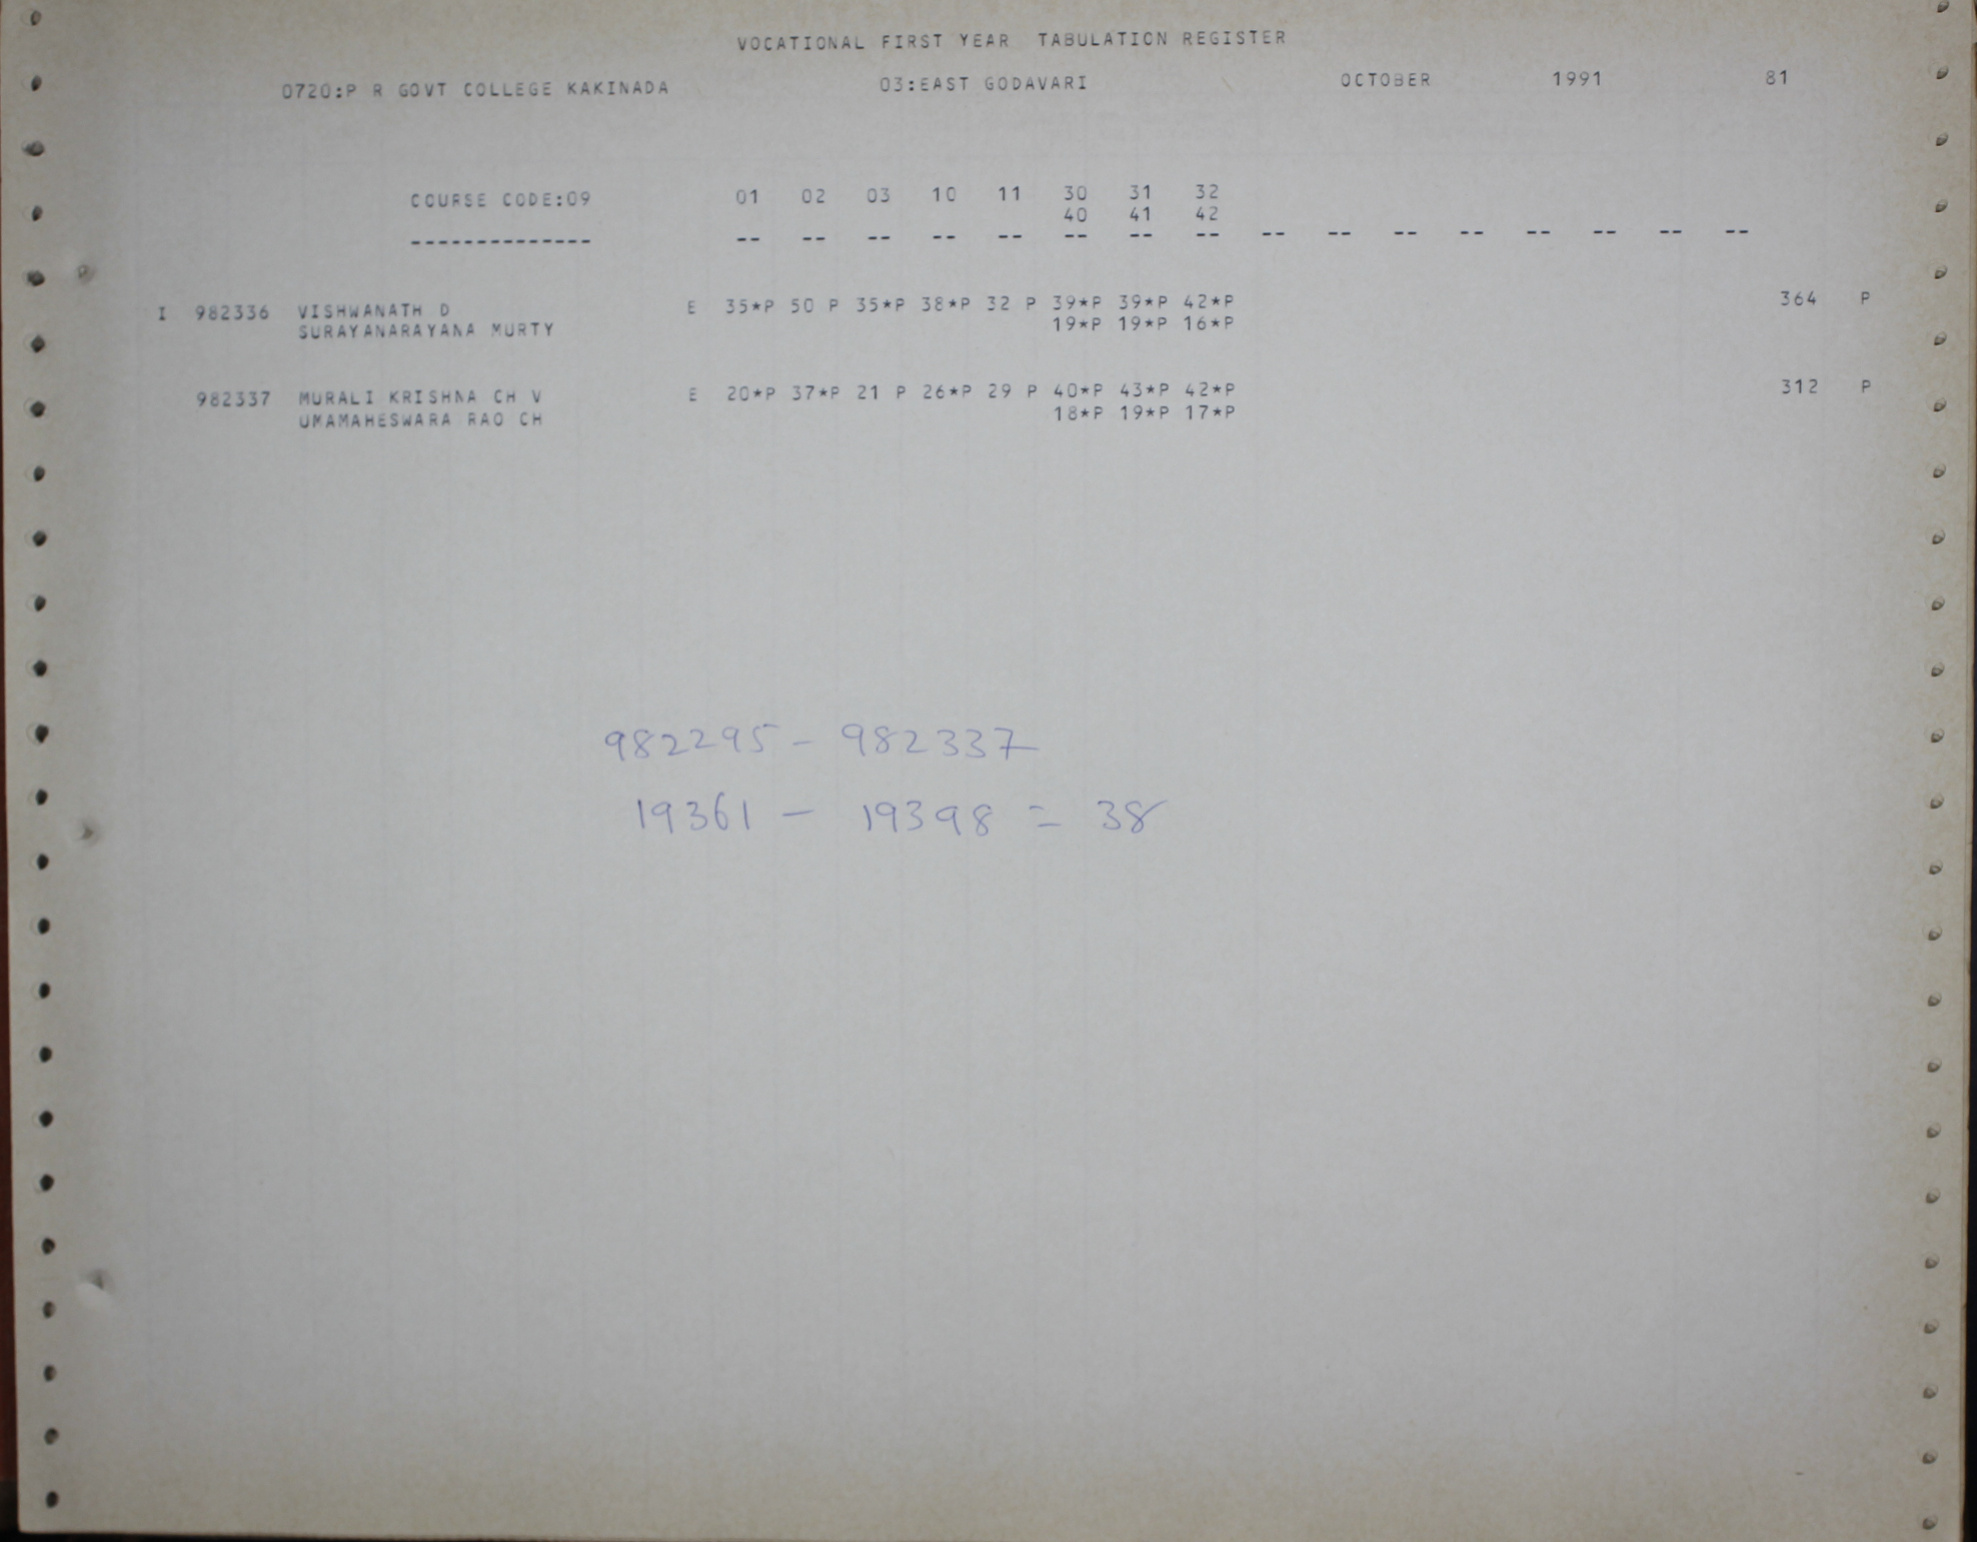 VOCATIONAL FIRST YEAR TABULATION REGISTER
0720:P R GOVT COLLEGE KAKINADA 03:EAST GODAVARI OCTOBER 1991 81
COURSE CODE:09 01 02 03 10 11 30 31 32
40 41 42
-------------- -- -- -- -- -- -- -- -- -- -- -- -- -- -- -- --
I 982336 VISHWANATH D E 35*P 50 P 35*P 38*P 32 P 39*P 39*P 42*P 364 P
SURAYANARAYANA MURTY 19*P 19*P 16*P
982337 MURALI KRISHNA CH V E 20*P 37*P 21 P 26*P 29 P 40*P 43*P 42*P 312 P
UMAMAHESWARA RAO CH 18*P 19*P 17*P
982295 - 982337
19361 - 19398 = 38